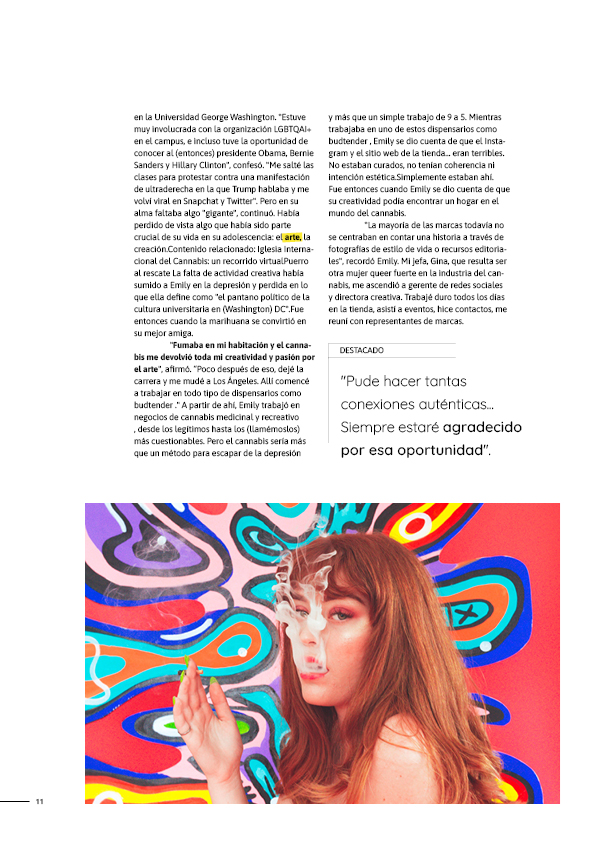 en la Universidad George Washington. "Estuve
muy involucrada con la organización LGBTQAI+
en el campus, e incluso tuve la oportunidad de
conocer al (entonces) presidente Obama, Bernie
Sanders y Hillary Clinton", confesó. "Me salté las
clases para protestar contra una manifestación
de ultraderecha en la que Trump hablaba y me
volví viral en Snapchat y Twitter". Pero en su
alma faltaba algo "gigante", continuó. Había
perdido de vista algo que había sido parte
crucial de su vida en su adolescencia: el arte, la
creación.Contenido relacionado: Iglesia Interna-
cional del Cannabis: un recorrido virtualPuerro
al rescate La falta de actividad creativa había
sumido a Emily en la depresión y perdida en lo
que ella define como "el pantano político de la
cultura universitaria en (Washington) DC".Fue
entonces cuando la marihuana se convirtió en
su mejor amiga.
"Fumaba en mi habitación y el canna-
bis me devolvió toda mi creatividad y pasión por
el arte", afirmó. "Poco después de eso, dejé la
carrera y me mudé a Los Ángeles. Allí comencé
a trabajar en todo tipo de dispensarios como
budtender ." A partir de ahí, Emily trabajó en
negocios de cannabis medicinal y recreativo
, desde los legítimos hasta los (llamémoslos)
más cuestionables. Pero el cannabis sería más
que un método para escapar de la depresión
y más que un simple trabajo de 9 a 5. Mientras
trabajaba en uno de estos dispensarios como
budtender , Emily se dio cuenta de que el Insta-
gram y el sitio web de la tienda... eran terribles.
No estaban curados, no tenían coherencia ni
intención estética.Simplemente estaban ahí.
Fue entonces cuando Emily se dio cuenta de que
su creatividad podía encontrar un hogar en el
mundo del cannabis.
"La mayoría de las marcas todavía no
se centraban en contar una historia a través de
fotografías de estilo de vida o recursos editoria-
les", recordó Emily. Mi jefa, Gina, que resulta ser
otra mujer queer fuerte en la industria del can-
nabis, me ascendió a gerente de redes sociales
y directora creativa. Trabajé duro todos los días
en la tienda, asistí a eventos, hice contactos, me
reuní con representantes de marcas.
DESTACADO
"Pude hacer tantas
conexiones auténticas...
Siempre estaré agradecido
por esa oportunidad".
11